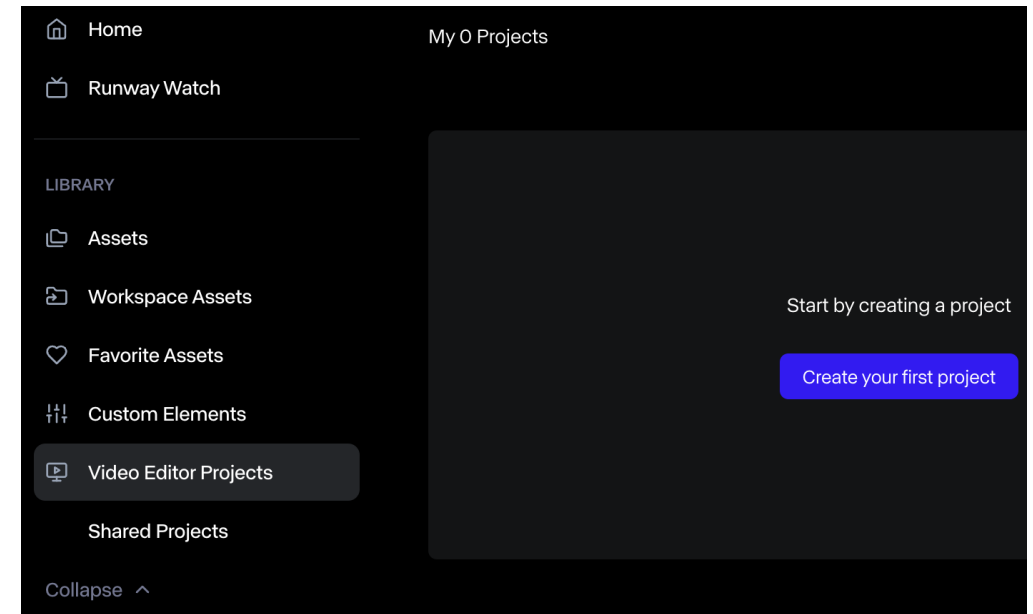 Home
Runway Watch
LIBRARY
Assets
Workspace Assets
Favorite Assets
Custom Elements
Video Editor Projects
Shared Projects
Collapse
My 0 Projects
Start by creating a project
Create your first project